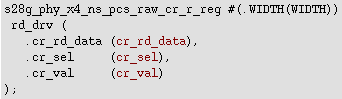 s28g_phy_x4_ns_pcs_raw_cr_r_reg #(.WIDTH(WIDTH))
rd_drv (
.cr_rd_data (cr_rd_data),
.cr_sel (cr_sel),
.cr_val (cr_val)
);